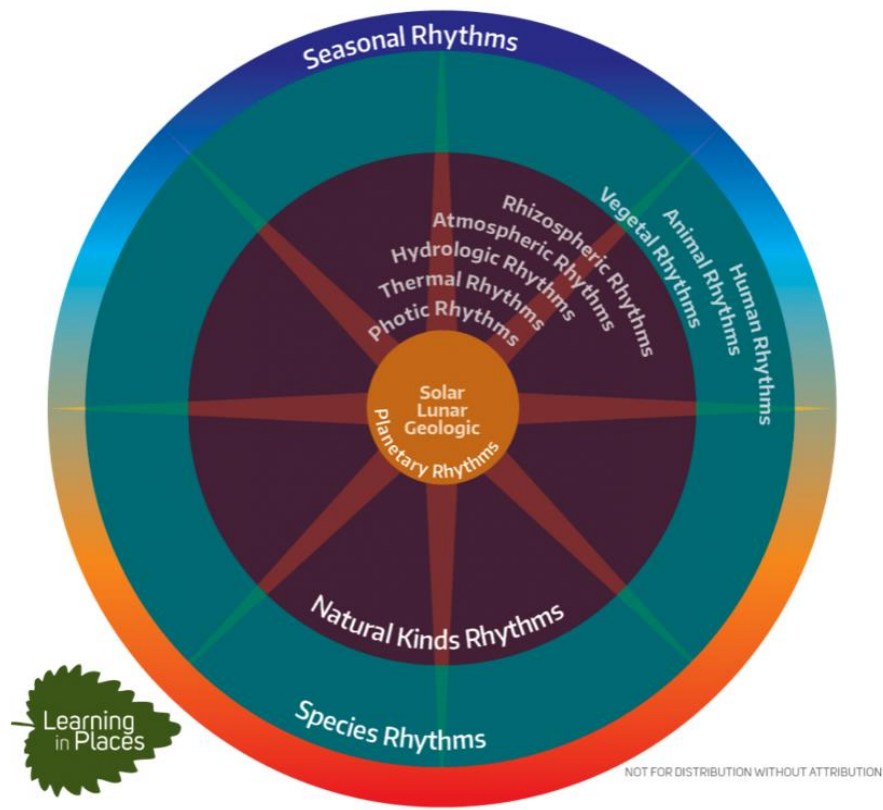 Seasonal Rhythms
Rhizospheric Rhythms
Vegetal Rhythms
Animal Rhythms
Human Rhythms
Atmospheric Rhythms
Hydrologic Rhythms
Thermal Rhythms
Photic Rhythms
Solar
Lunar
Geologic
Planetary Rhythms
Natural Kinds Rhythms
Species Rhythms
Learning
in Places
NOT FOR DISTRIBUTION WITHOUT ATTRIBUTION